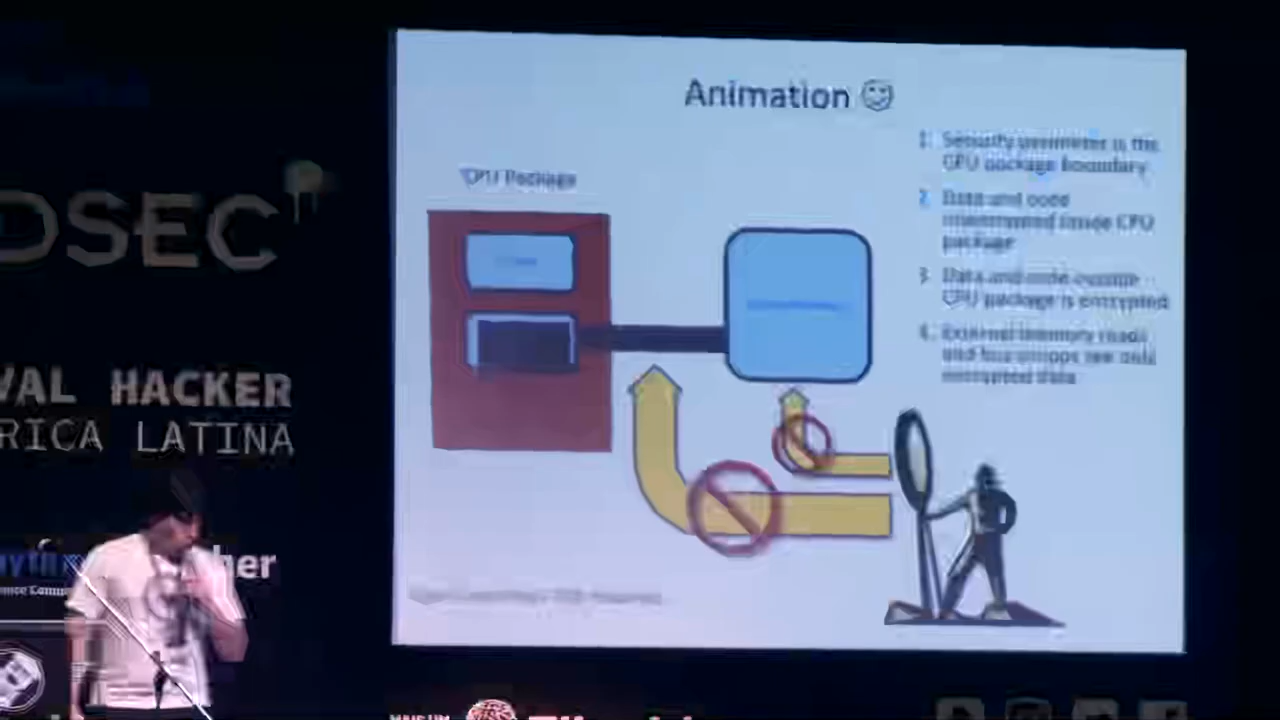 Animation
CPU Package
1. Security perimeter is the
CPU package boundary
2. Data and code
unencrypted inside CPU
package
3. Data and code outside
CPU package is encrypted
4. External memory reads
and bus snoops see only
encrypted data
DSEC
VAL HACKER
RICA LATINA
her